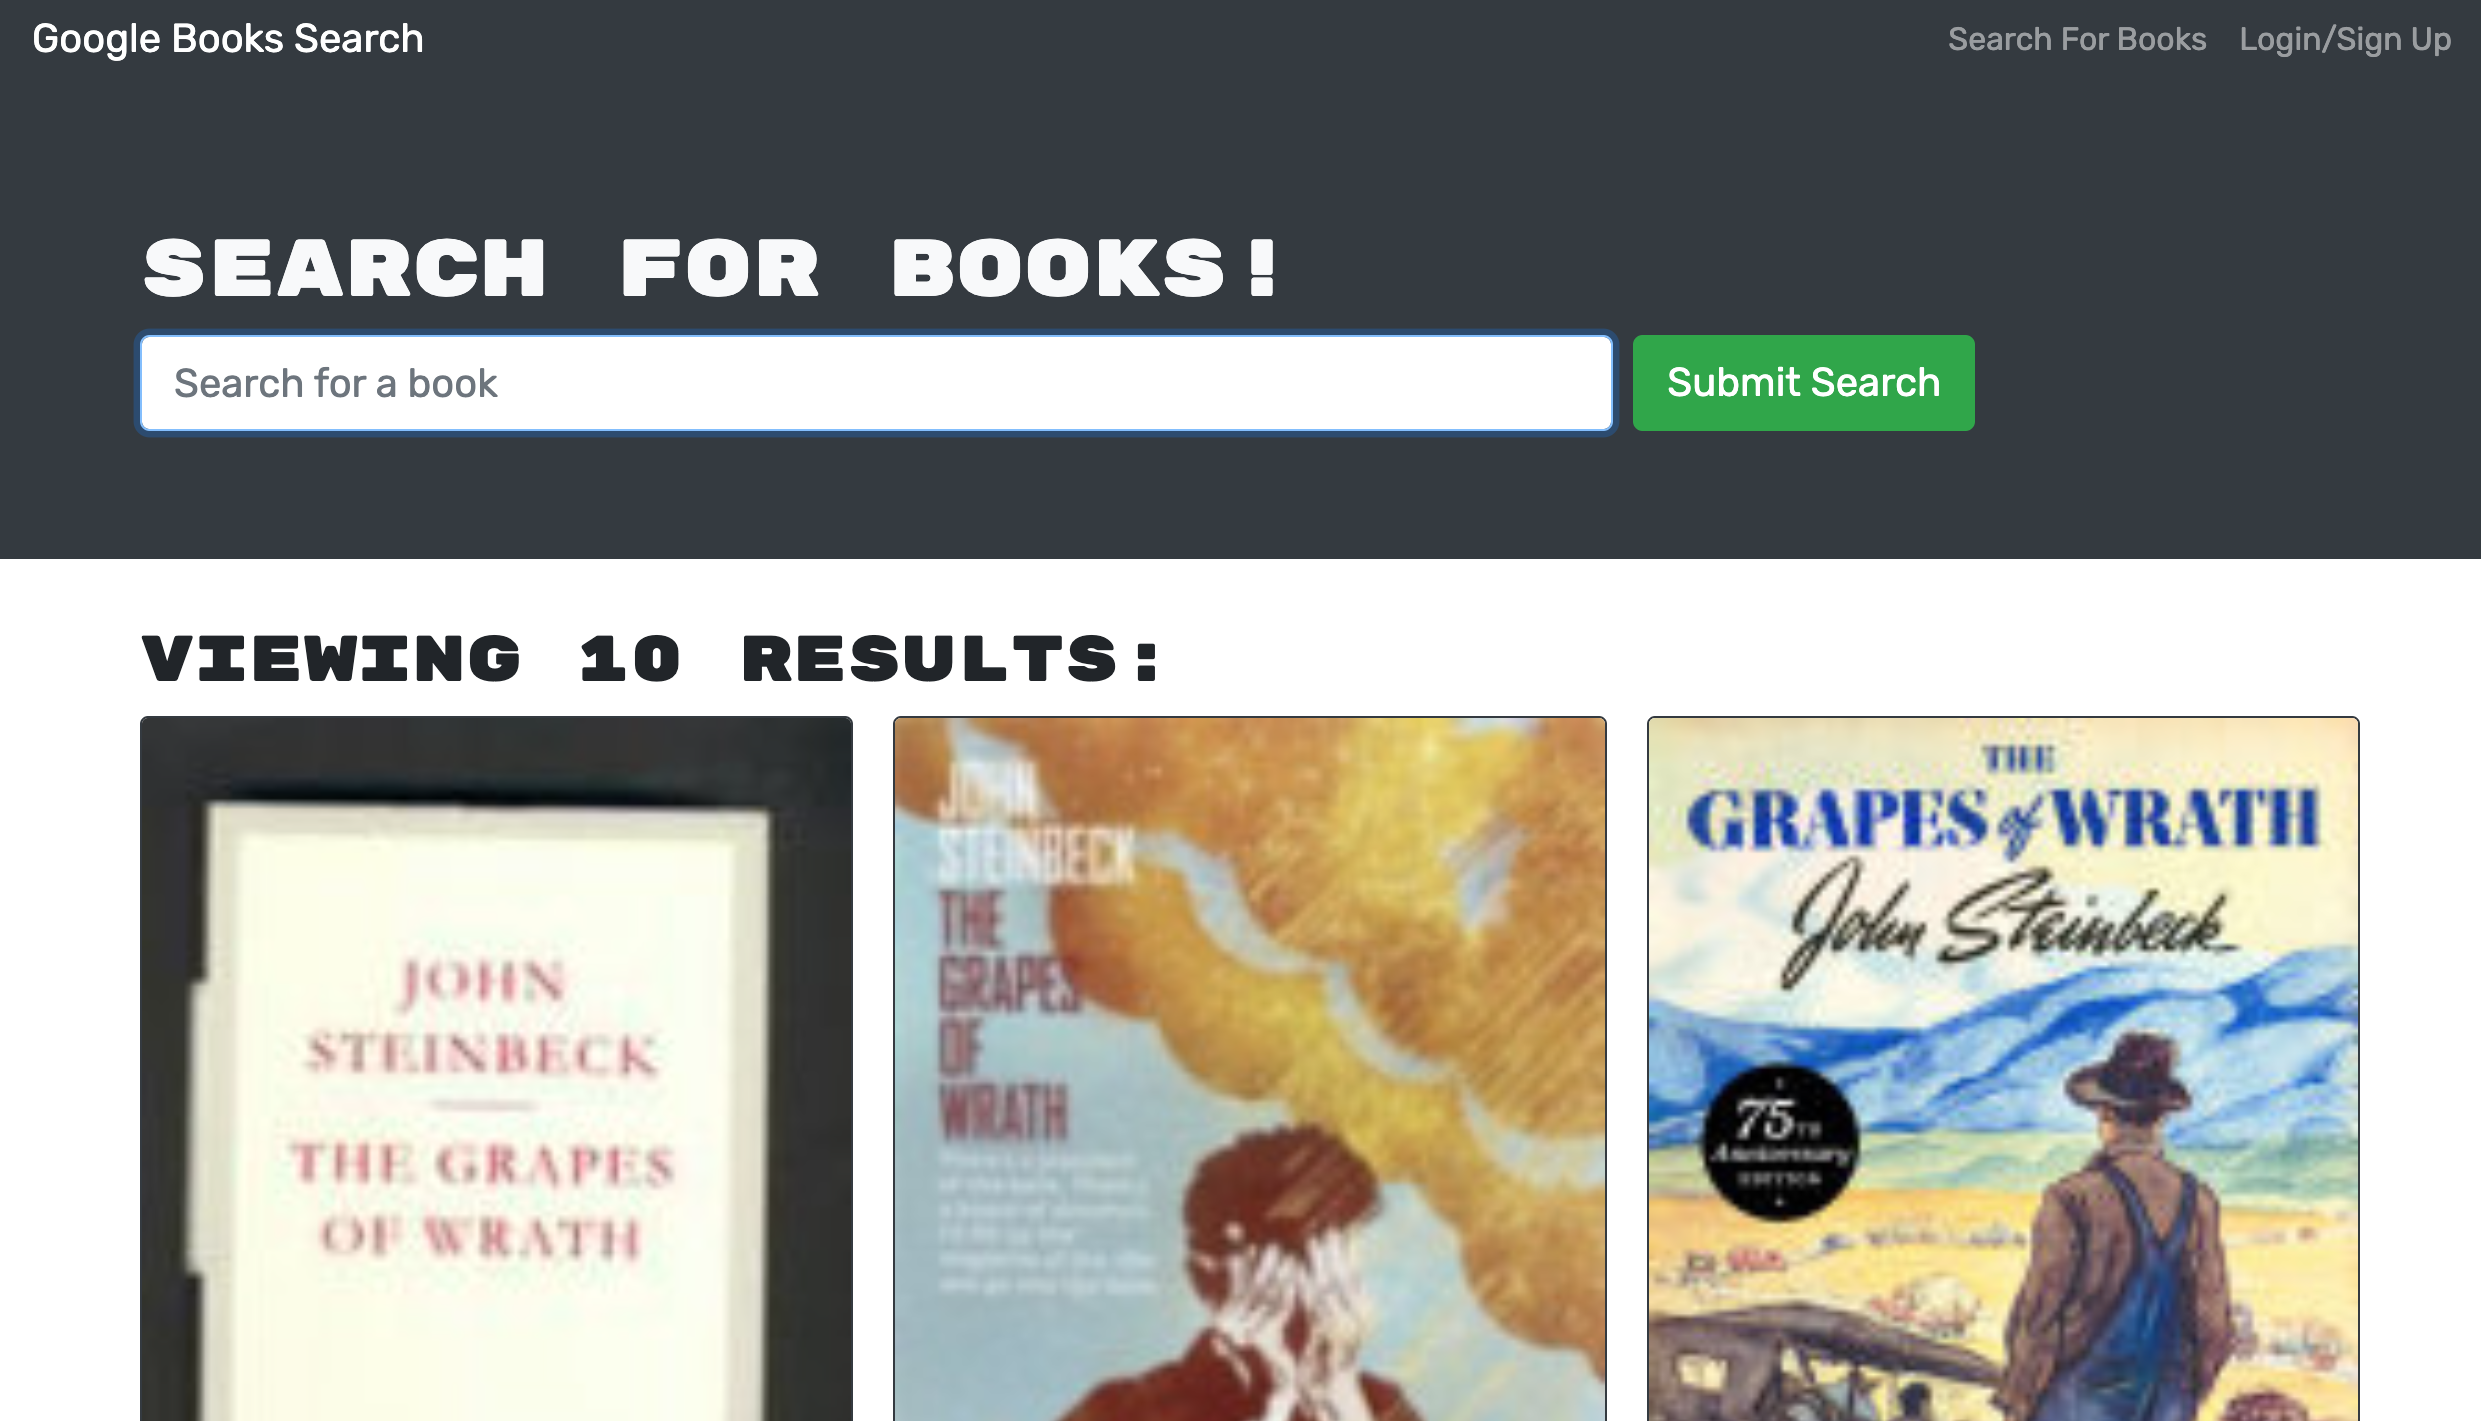 Google Books Search
Search For Books
Login/Sign Up
SEARCH FOR BOOKS!
Search for a book
Submit Search
VIEWING 10 RESULTS:
JOHN
STEINBECK
THE GRAPES
OF WRATH
JOHN
STEINBECK
THE
GRAPES
OF
WRATH
THE
GRAPES of WRATH
John Steinbeck
75TH
Anniversary
EDITION